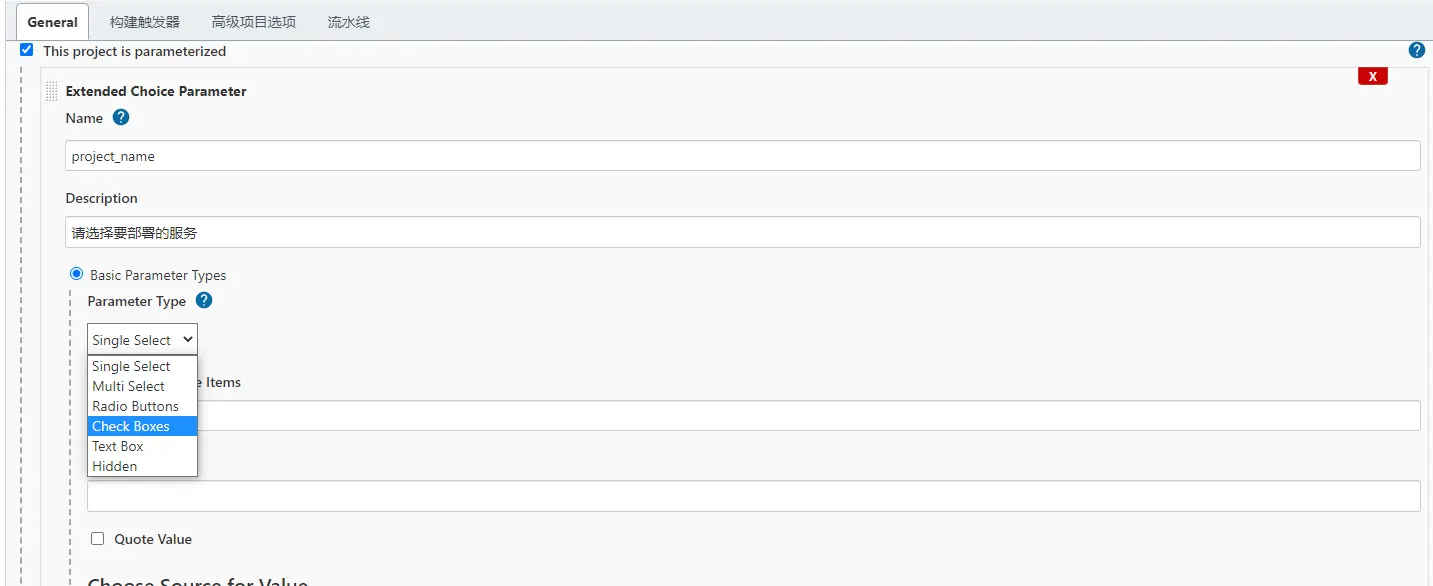 General 构建触发器 高级项目选项 流水线
This project is parameterized ?
X
Extended Choice Parameter
Name ?
project_name
Description
请选择要部署的服务
Basic Parameter Types
Parameter Type ?
Single Select
Single Select
e Items
Multi Select
Radio Buttons
Check Boxes
Text Box
Hidden
Quote Value
Choose Source for Value